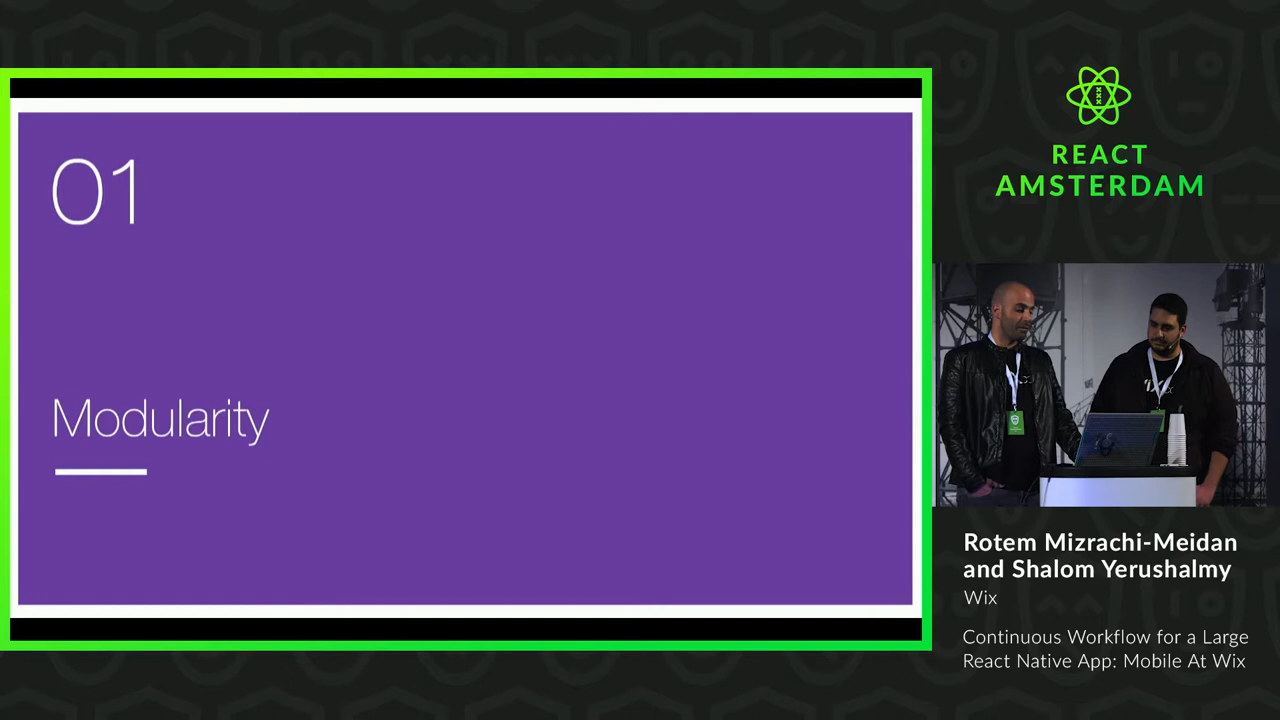 01
Modularity
REACT
AMSTERDAM
Rotem Mizrachi-Meidan
and Shalom Yerushalmy
Wix
Continuous Workflow for a Large
React Native App: Mobile At Wix